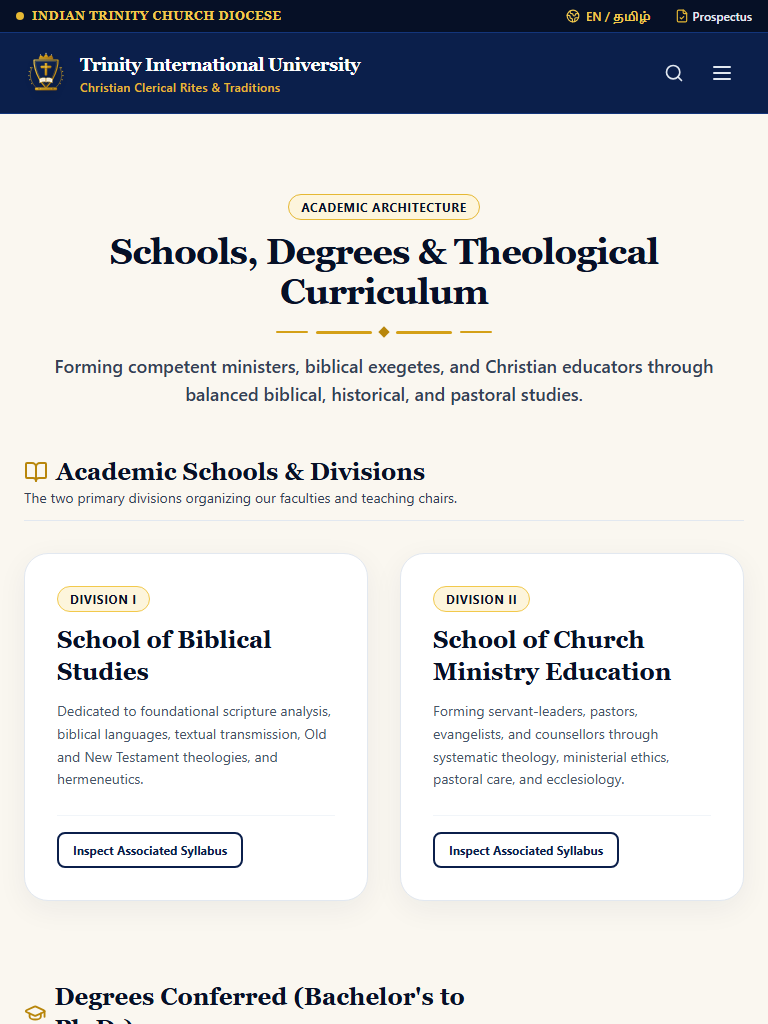 INDIAN TRINITY CHURCH DIOCESE
EN / தமிழ்
Prospectus
Trinity International University
Christian Clerical Rites & Traditions
ACADEMIC ARCHITECTURE
Schools, Degrees & Theological
Curriculum
Forming competent ministers, biblical exegetes, and Christian educators through
balanced biblical, historical, and pastoral studies.
Academic Schools & Divisions
The two primary divisions organizing our faculties and teaching chairs.
DIVISION I
School of Biblical
Studies
Dedicated to foundational scripture analysis,
biblical languages, textual transmission, Old
and New Testament theologies, and
hermeneutics.
Inspect Associated Syllabus
DIVISION II
School of Church
Ministry Education
Forming servant-leaders, pastors,
evangelists, and counsellors through
systematic theology, ministerial ethics,
pastoral care, and ecclesiology.
Inspect Associated Syllabus
Degrees Conferred (Bachelor's to
Ph.D.)